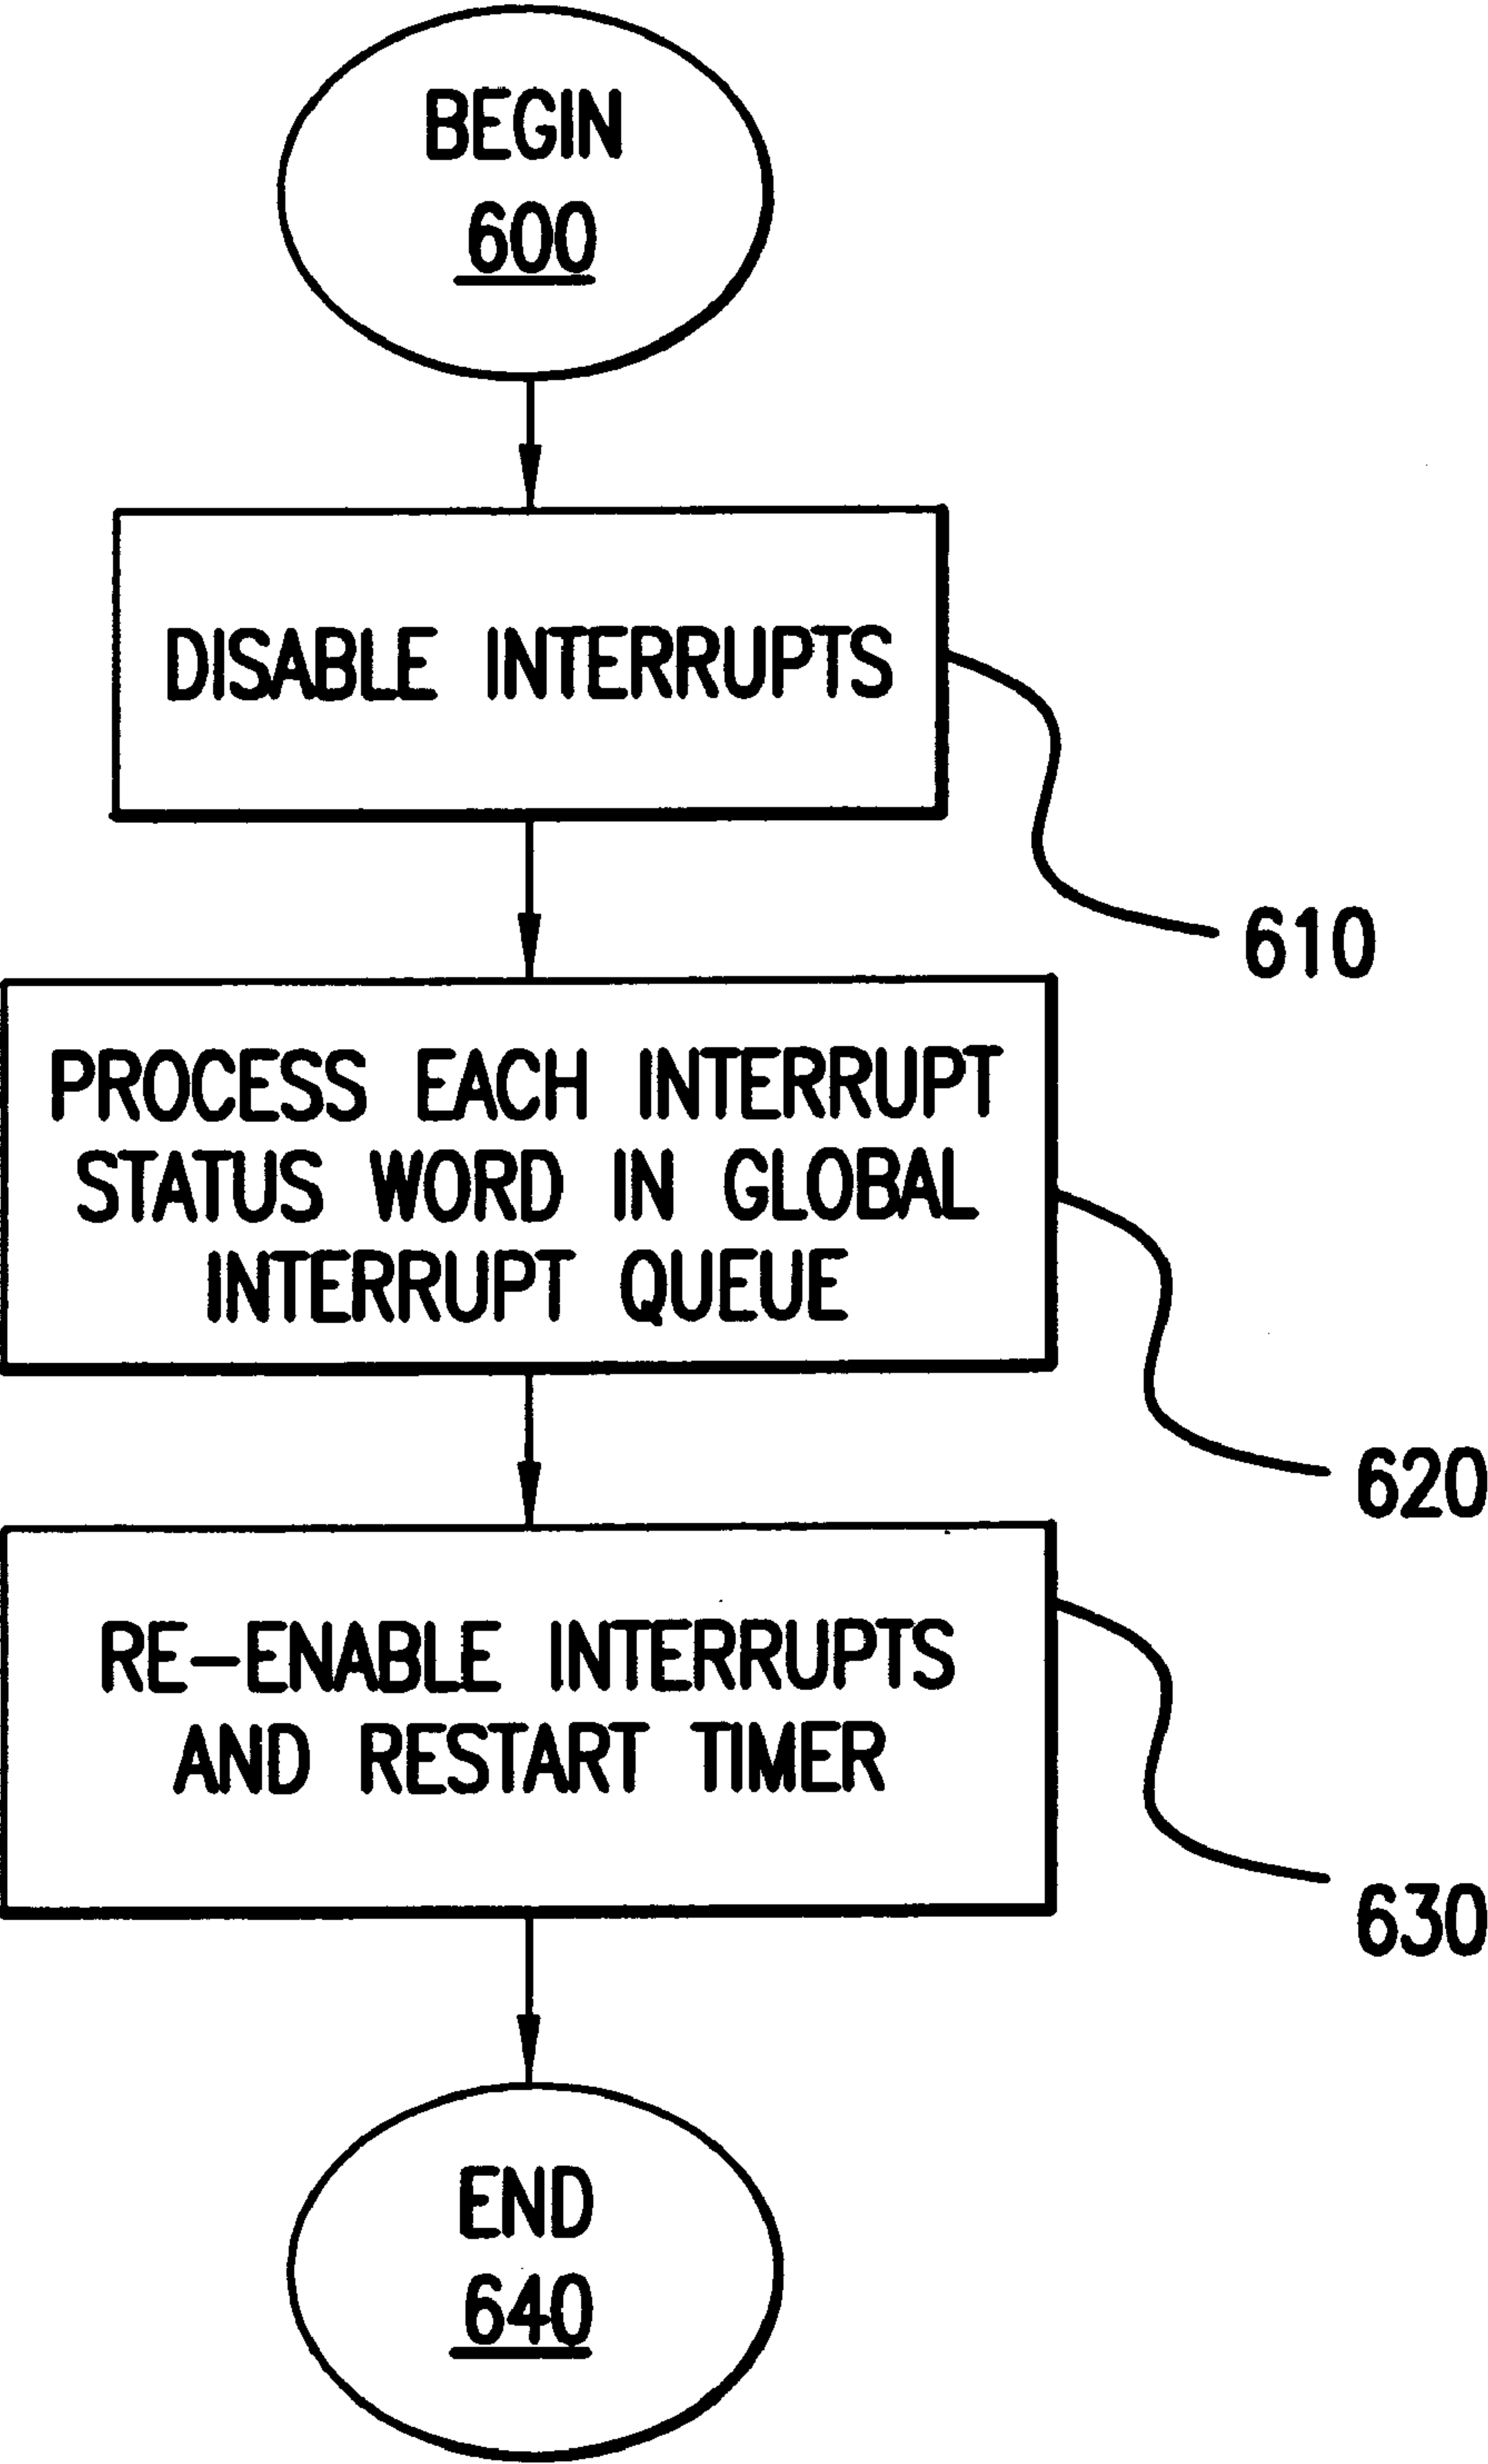 BEGIN
600
DISABLE INTERRUPTS
610
PROCESS EACH INTERRUPT
STATUS WORD IN GLOBAL
INTERRUPT QUEUE
620
RE-ENABLE INTERRUPTS
AND RESTART TIMER
630
END
640